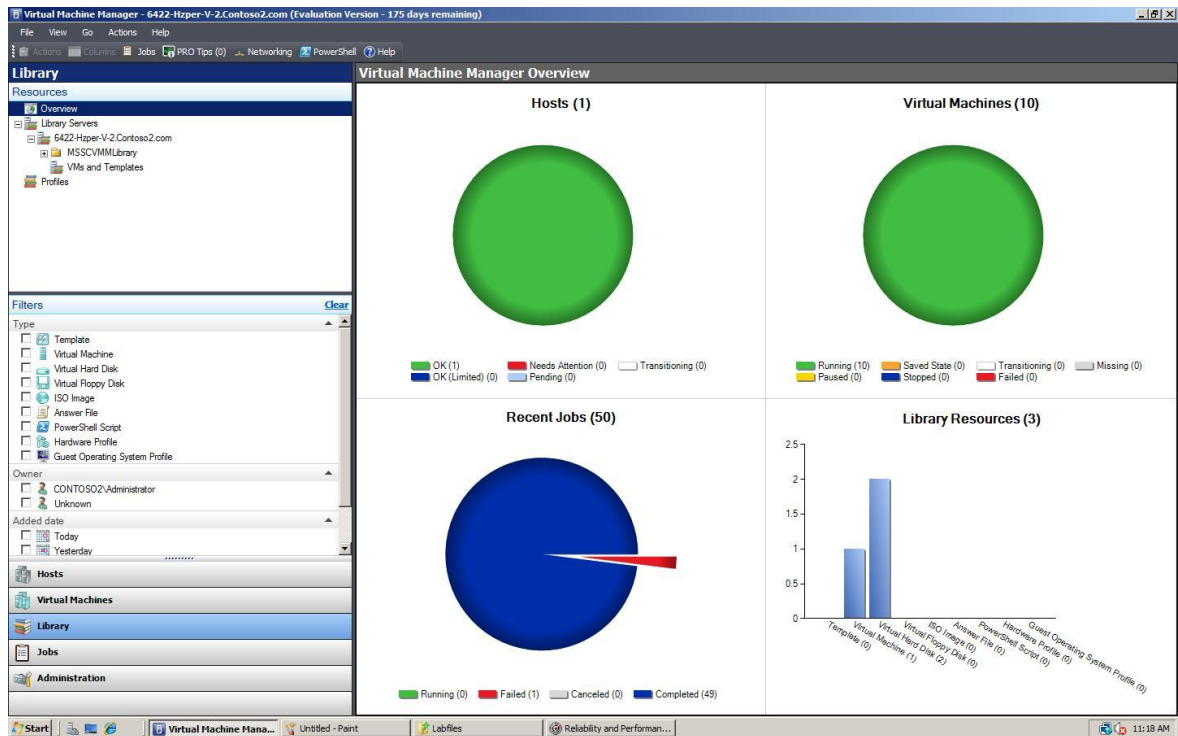 Virtual Machine Manager - 6422-Hzper-V-2.Contoso2.com (Evaluation Version - 175 days remaining)
File View Go Actions Help
Actions Columns Jobs PRO Tips (0) Networking PowerShell Help
Library
Resources
Overview
Library Servers
6422-Hzper-V-2.Contoso2.com
MSSCVMMLibrary
VMs and Templates
Profiles
Filters Clear
Type
Template
Virtual Machine
Virtual Hard Disk
Virtual Floppy Disk
ISO Image
Answer File
PowerShell Script
Hardware Profile
Guest Operating System Profile
Owner
CONTOSO2\Administrator
Unknown
Added date
Today
Yesterday
Hosts
Virtual Machines
Library
Jobs
Administration
Virtual Machine Manager Overview
Hosts (1)
OK (1) Needs Attention (0) Transitioning (0)
OK (Limited) (0) Pending (0)
Virtual Machines (10)
Running (10) Saved State (0) Transitioning (0) Missing (0)
Paused (0) Stopped (0) Failed (0)
Recent Jobs (50)
Running (0) Failed (1) Canceled (0) Completed (49)
Library Resources (3)
2.5
2
1.5
1
0.5
0
Template (0)
Virtual Machine (1)
Virtual Hard Disk (2)
Virtual Floppy Disk (0)
ISO Image (0)
Answer File (0)
PowerShell Script (0)
Hardware Profile (0)
Guest Operating System Profile (0)
Start Virtual Machine Mana... Untitled - Paint Labfiles Reliability and Performan... 11:18 AM